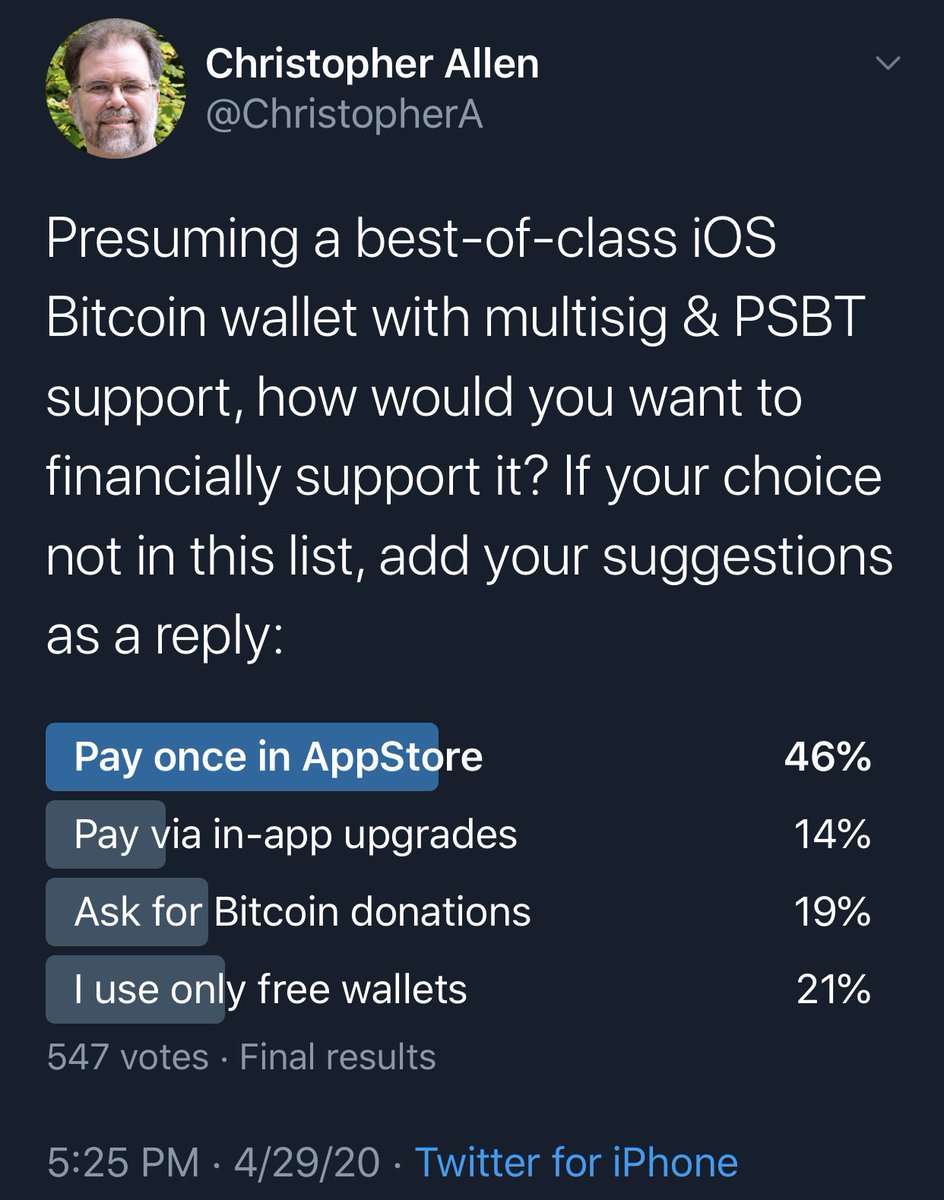 Christopher Allen
@ChristopherA
Presuming a best-of-class iOS
Bitcoin wallet with multisig & PSBT
support, how would you want to
financially support it? If your choice
not in this list, add your suggestions
as a reply:
Pay once in AppStore 46%
Pay via in-app upgrades 14%
Ask for Bitcoin donations 19%
I use only free wallets 21%
547 votes · Final results
5:25 PM · 4/29/20 · Twitter for iPhone